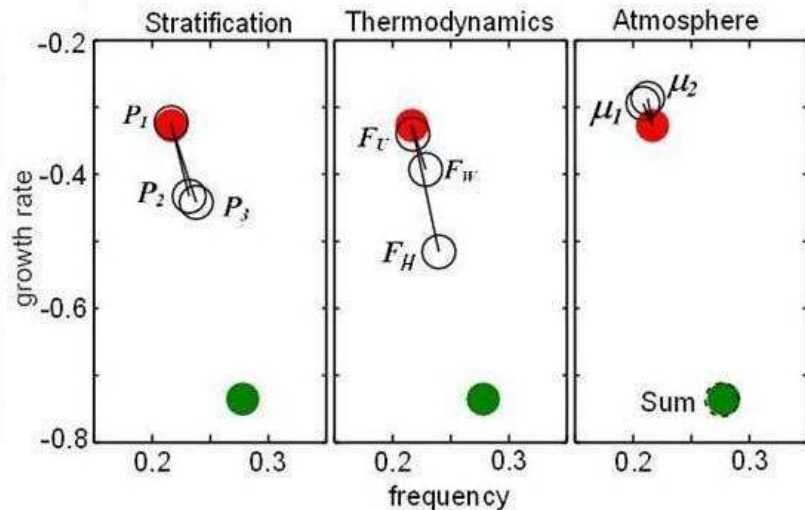 Stratification Thermodynamics Atmosphere
-0.2
-0.4
-0.6
-0.8
growth rate
P1
P2
P3
FU
FW
FH
μ1
μ2
Sum
0.2 0.3 0.2 0.3 0.2 0.3
frequency